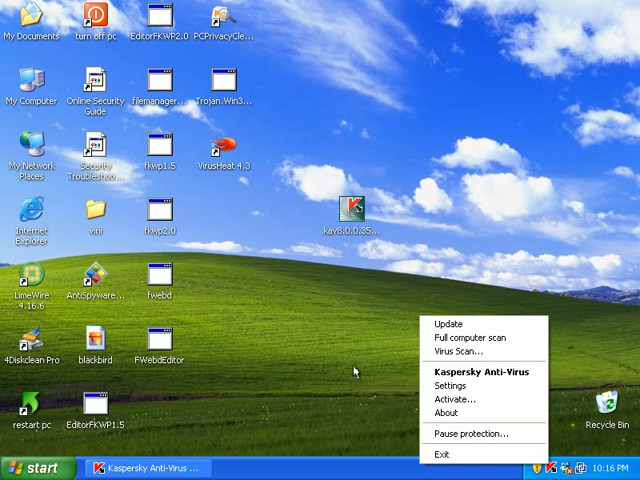 My Documents
turn off pc
EditorFKWP2.0
PCPrivacyCle...
My Computer
Online Security
Guide
filemanager...
Trojan.Win3...
My Network
Places
Security
Troubleshoo...
fkwp1.5
VirusHeat 4.3
Internet
Explorer
virii
fkwp2.0
kav8.0.0.35...
LimeWire
4.16.6
AntiSpyware...
fwebd
4Diskclean Pro
blackbird
FWebdEditor
restart pc
EditorFKWP1.5
Recycle Bin
Update
Full computer scan
Virus Scan...
Kaspersky Anti-Virus
Settings
Activate...
About
Pause protection...
Exit
start
Kaspersky Anti-Virus ...
10:16 PM